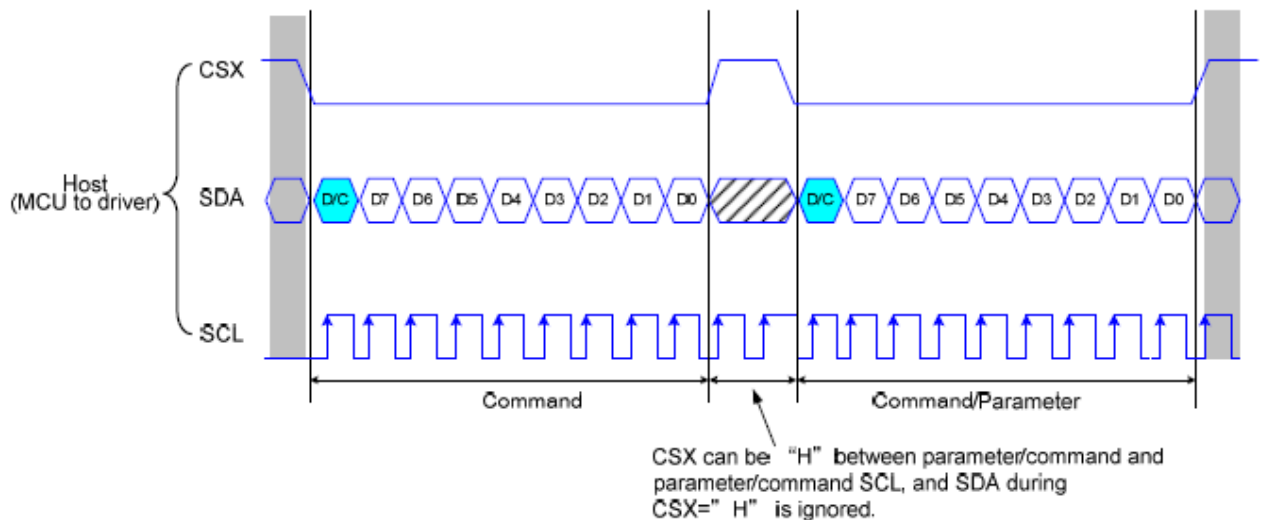 CSX
Host
(MCU to driver)
SDA
D/C D7 D6 D5 D4 D3 D2 D1 D0 D/C D7 D6 D5 D4 D3 D2 D1 D0
SCL
Command Command/Parameter
CSX can be “H” between parameter/command and
parameter/command SCL, and SDA during
CSX=”H” is ignored.